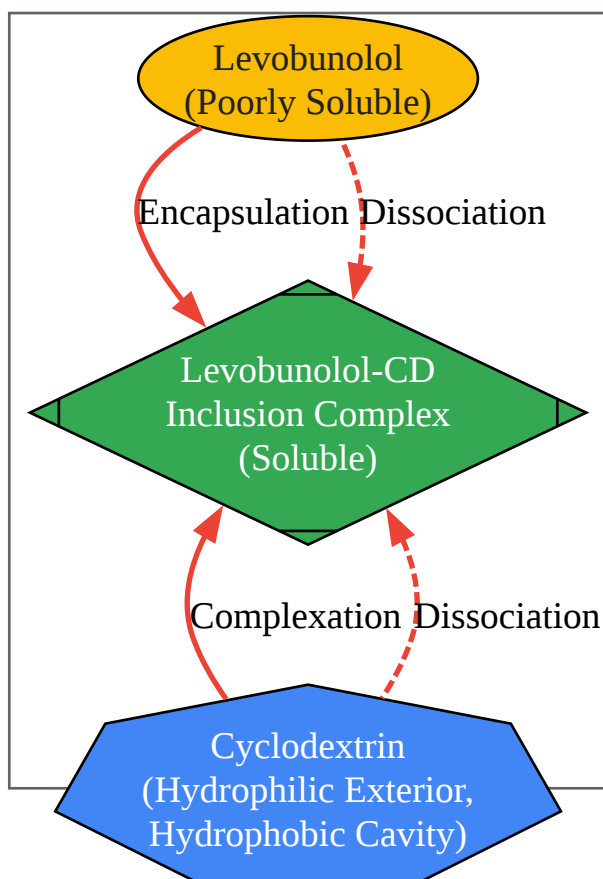 Levobunolol
(Poorly Soluble)
Encapsulation
Dissociation
Levobunolol-CD
Inclusion Complex
(Soluble)
Complexation
Dissociation
Cyclodextrin
(Hydrophilic Exterior,
Hydrophobic Cavity)